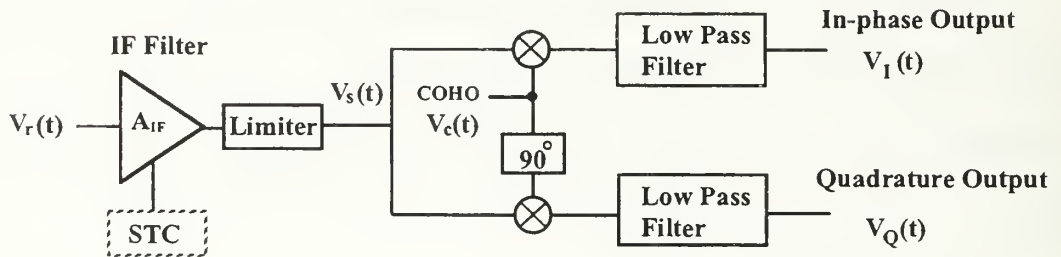 IF Filter
V_r(t)
A_IF
STC
Limiter
V_s(t)
COHO
V_c(t)
90°
Low Pass
Filter
In-phase Output
V_I(t)
Low Pass
Filter
Quadrature Output
V_Q(t)